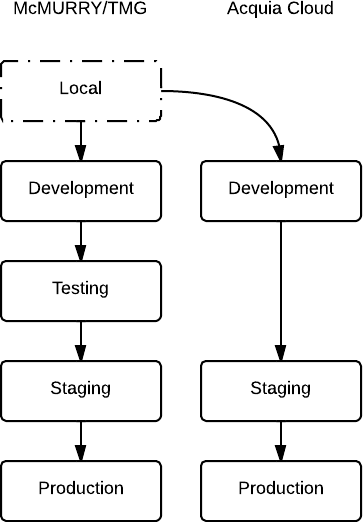 McMURRY/TMG
Acquia Cloud
Local
Development
Development
Testing
Staging
Staging
Production
Production